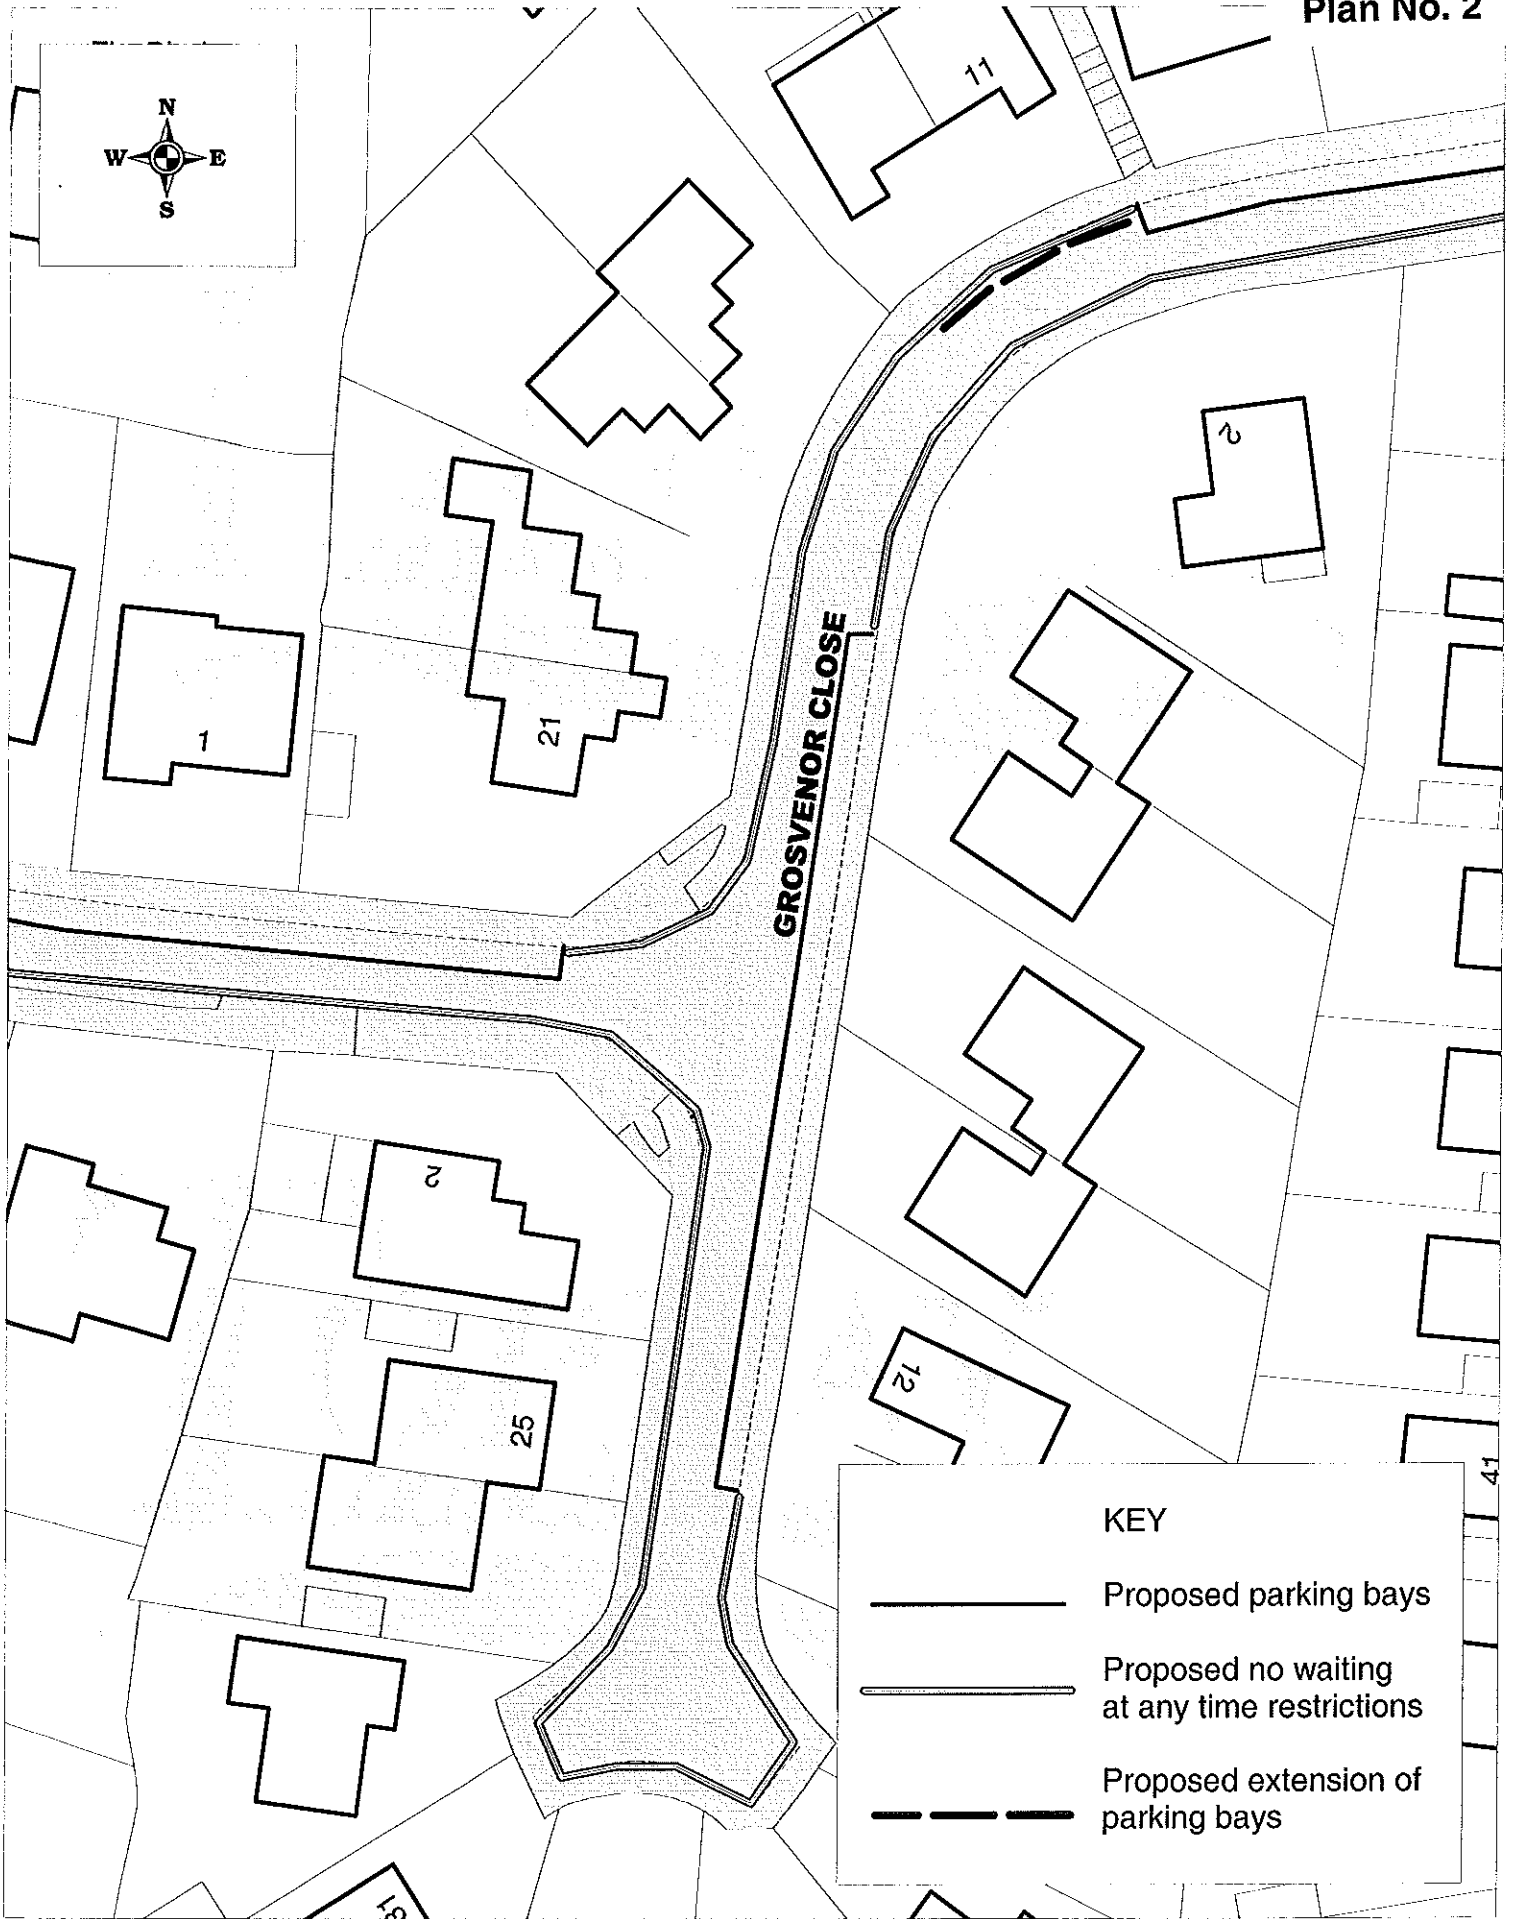 Plan No. 2
N
W E
S
11
2
1
21
GROSVENOR CLOSE
2
25
12
41
31
KEY
Proposed parking bays
Proposed no waiting
at any time restrictions
Proposed extension of
parking bays